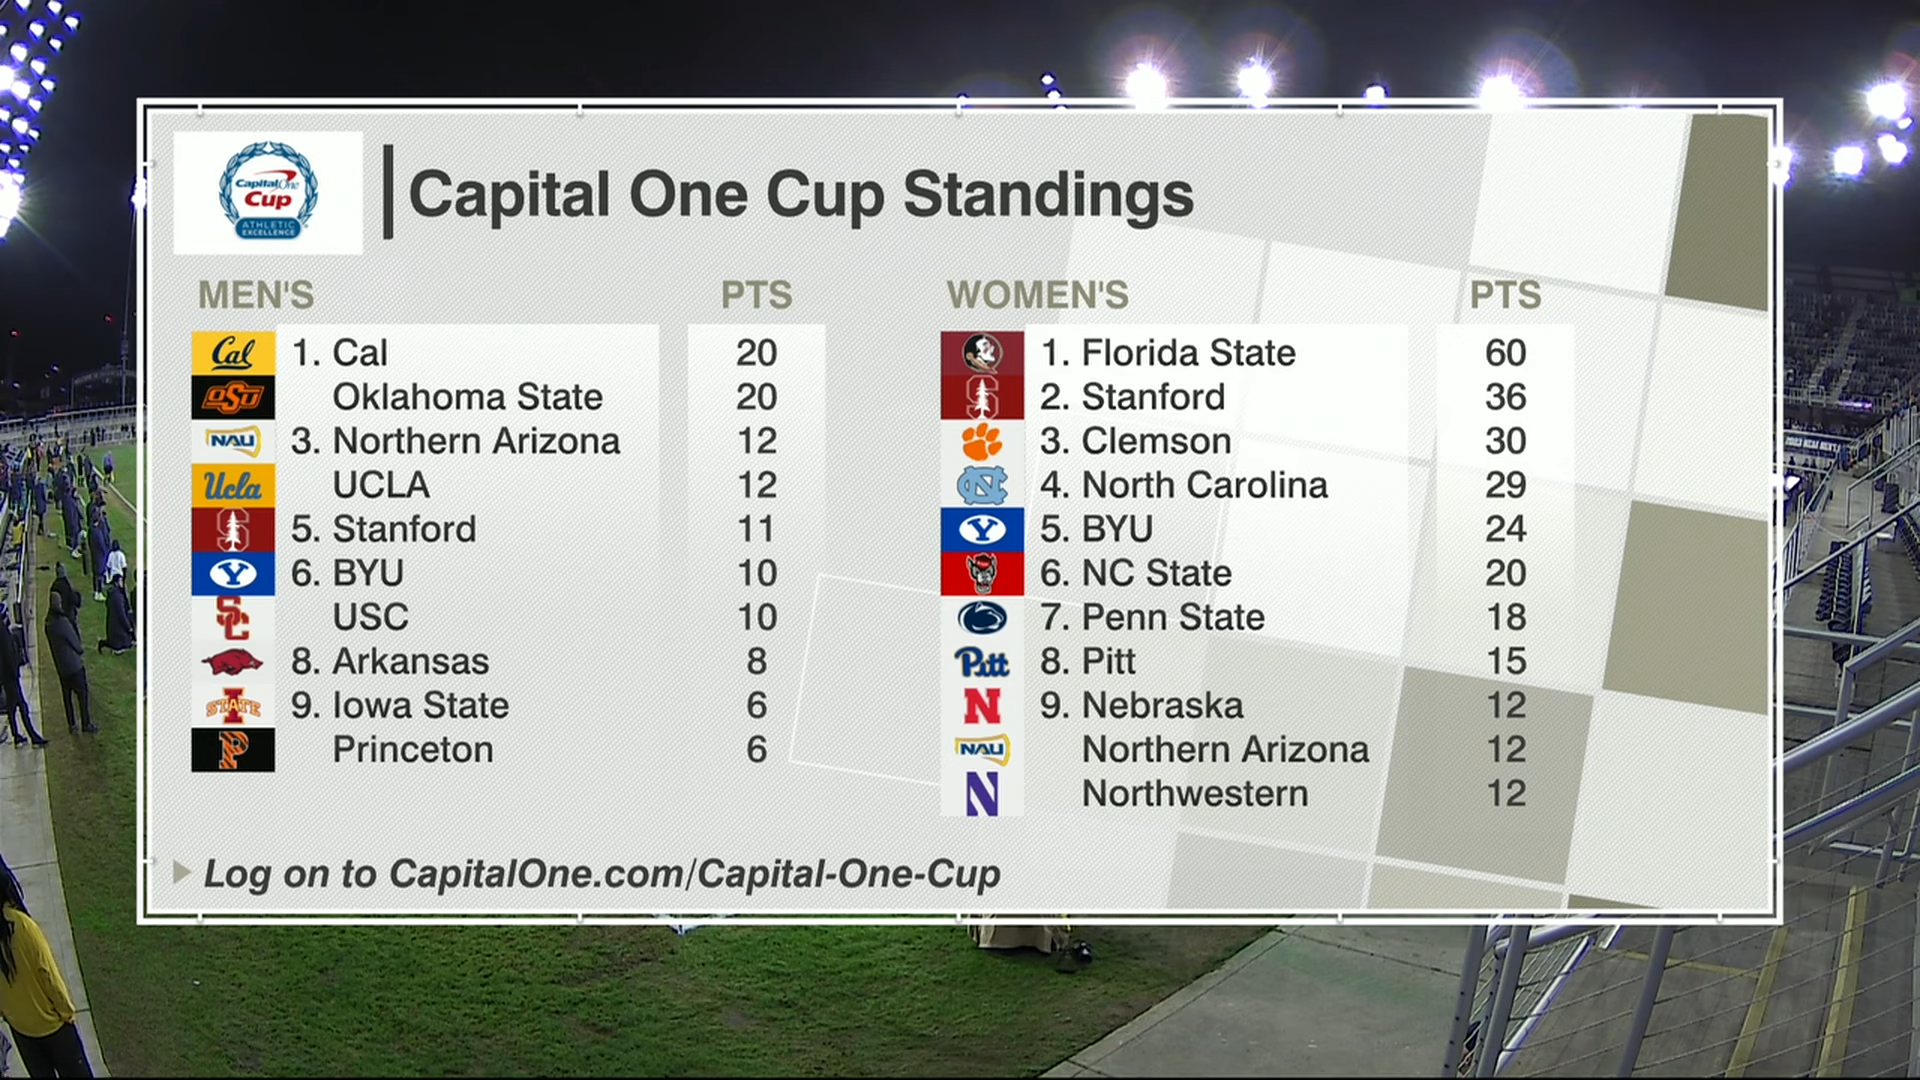 CapitalOne
Cup
ATHLETIC
EXCELLENCE
Capital One Cup Standings
MEN'S PTS
Cal 1. Cal 20
OSU Oklahoma State 20
NAU 3. Northern Arizona 12
Ucla UCLA 12
S 5. Stanford 11
Y 6. BYU 10
SC USC 10
8. Arkansas 8
I STATE 9. Iowa State 6
P Princeton 6
WOMEN'S PTS
1. Florida State 60
S 2. Stanford 36
3. Clemson 30
NC 4. North Carolina 29
Y 5. BYU 24
6. NC State 20
7. Penn State 18
Pitt 8. Pitt 15
N 9. Nebraska 12
NAU Northern Arizona 12
N Northwestern 12
Log on to CapitalOne.com/Capital-One-Cup